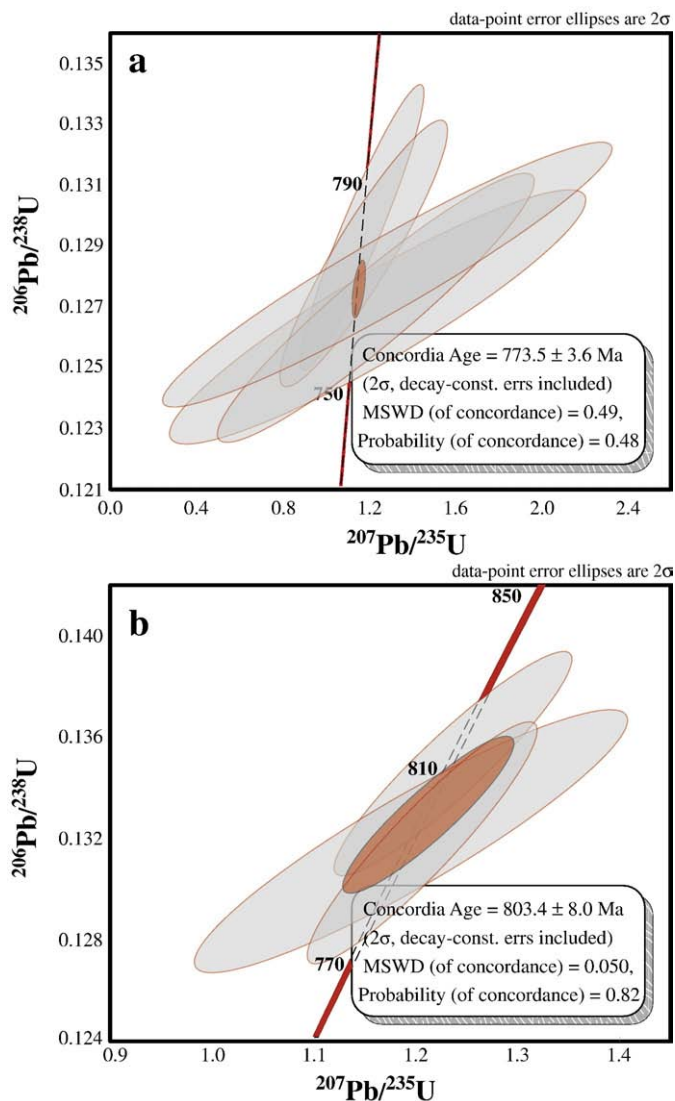 data-point error ellipses are 2σ
a
0.135
0.133
0.131
0.129
0.127
0.125
0.123
0.121
206Pb/238U
790
750
Concordia Age = 773.5 ± 3.6 Ma
(2σ, decay-const. errs included)
MSWD (of concordance) = 0.49,
Probability (of concordance) = 0.48
0.0 0.4 0.8 1.2 1.6 2.0 2.4
207Pb/235U
data-point error ellipses are 2σ
b
850
0.140
0.136
0.132
0.128
0.124
206Pb/238U
810
770
Concordia Age = 803.4 ± 8.0 Ma
(2σ, decay-const. errs included)
MSWD (of concordance) = 0.050,
Probability (of concordance) = 0.82
0.9 1.0 1.1 1.2 1.3 1.4
207Pb/235U